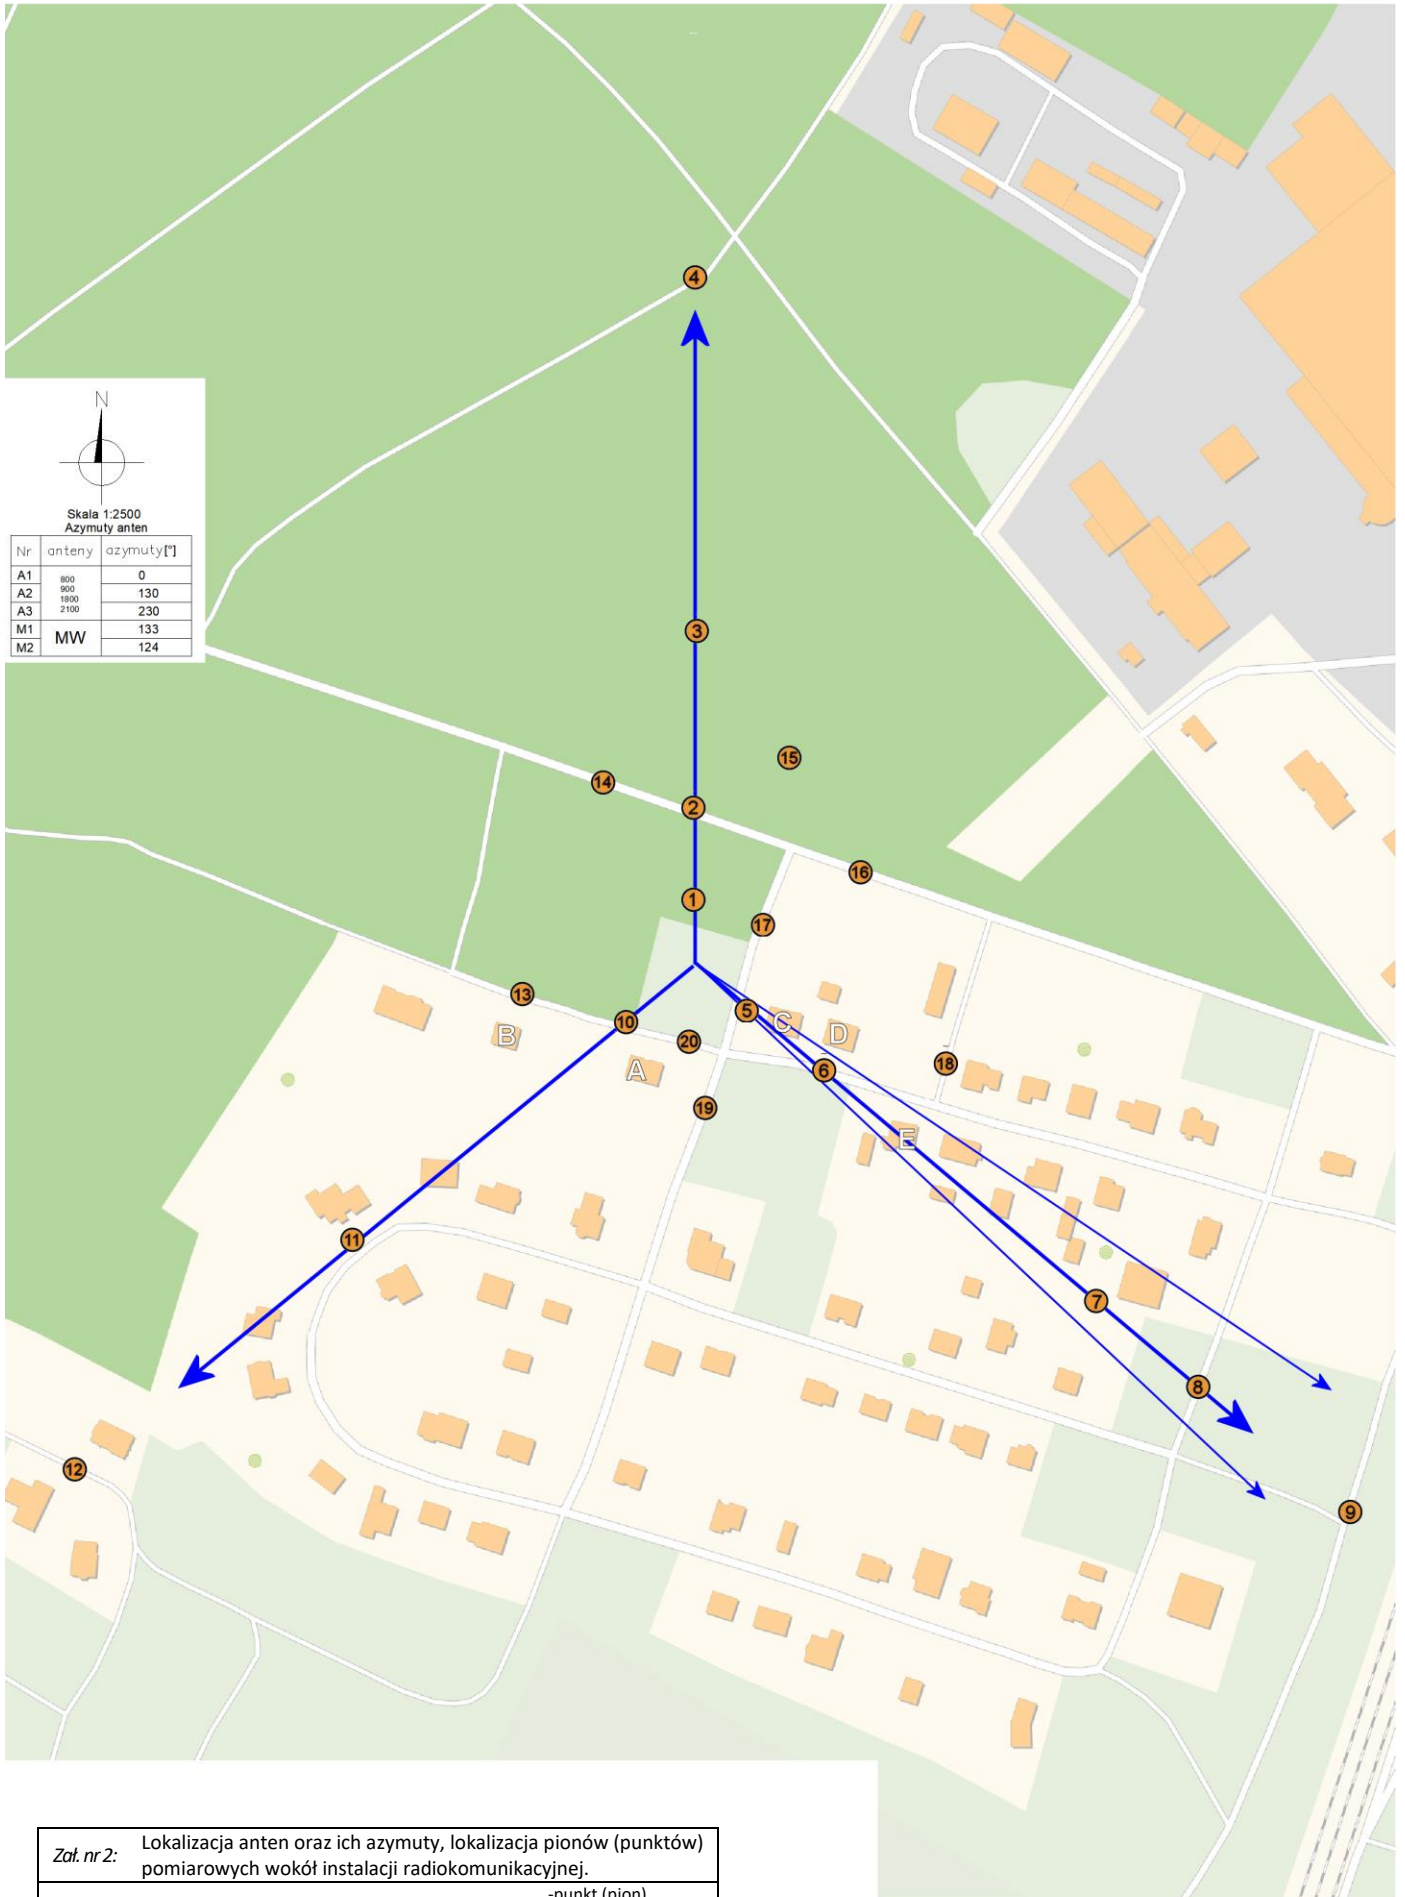 4
N
Skala 1:2500
Azymuty anten
Nr anteny azymuty[°]
A1 800 0
A2 900 130
1800
A3 2100 230
M1 MW 133
M2 124
3
15
14
2
16
1
17
13
5
C
10
B
20
D
18
A
6
19
E
11
7
8
12
9
Zał. nr 2: Lokalizacja anten oraz ich azymuty, lokalizacja pionów (punktów)
pomiarowych wokół instalacji radiokomunikacyjnej.
-punkt (pion)